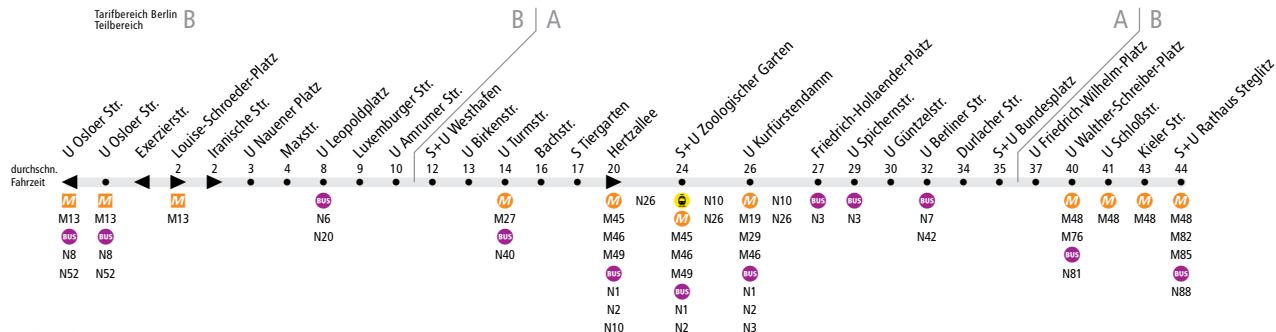 Tarifbereich Berlin
Teilbereich
B
B A
A B
U Osloer Str.
U Osloer Str.
Exerzierstr.
Louise-Schroeder-Platz
Iranische Str.
U Nauener Platz
Maxstr.
U Leopoldplatz
Luxemburger Str.
U Amrumer Str.
S+U Westhafen
U Birkenstr.
U Turmstr.
Bachstr.
S Tiergarten
Hertzallee
S+U Zoologischer Garten
U Kurfürstendamm
Friedrich-Hollaender-Platz
U Spichernstr.
U Güntzelstr.
U Berliner Str.
Durlacher Str.
S+U Bundesplatz
U Friedrich-Wilhelm-Platz
U Walther-Schreiber-Platz
U Schloßstr.
Kieler Str.
S+U Rathaus Steglitz
durchschn.
Fahrzeit
2 2 3 4 8 9 10 12 13 14 16 17 20 24 26 27 29 30 32 34 35 37 40 41 43 44
M
M13
BUS
N8
N52
M
M13
BUS
N8
N52
M
M13
BUS
N6
N20
M
M27
BUS
N40
M
M45
M46
M49
BUS
N1
N2
N10
N26
M
M45
M46
M49
BUS
N1
N2
N10
N26
M
M19
M29
M46
BUS
N1
N2
N3
N10
N26
BUS
N3
BUS
N3
BUS
N7
N42
M
M48
M76
BUS
N81
M
M48
M
M48
M
M48
M82
M85
BUS
N88